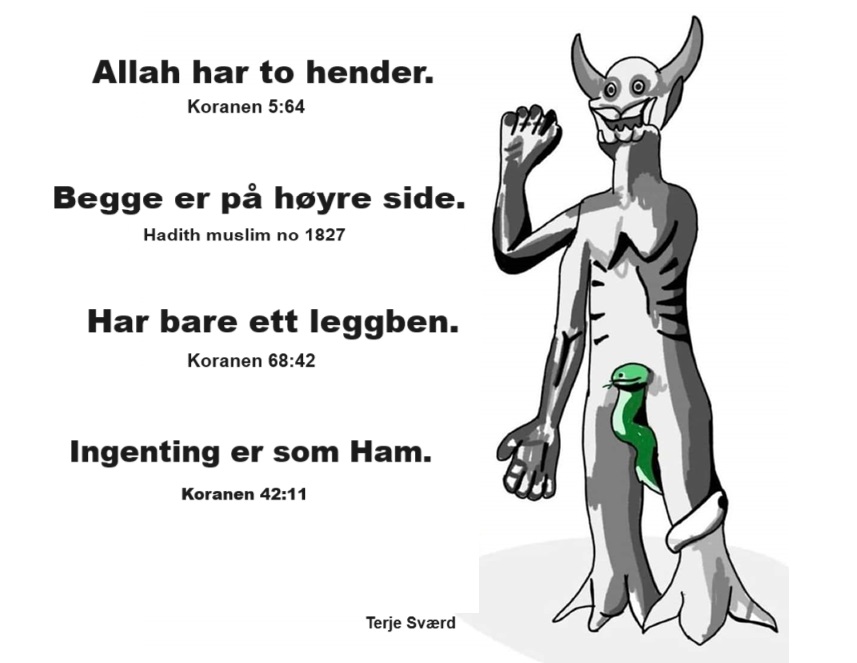 Allah har to hender.
Koranen 5:64
Begge er på høyre side.
Hadith muslim no 1827
Har bare ett leggben.
Koranen 68:42
Ingenting er som Ham.
Koranen 42:11
Terje Sværd